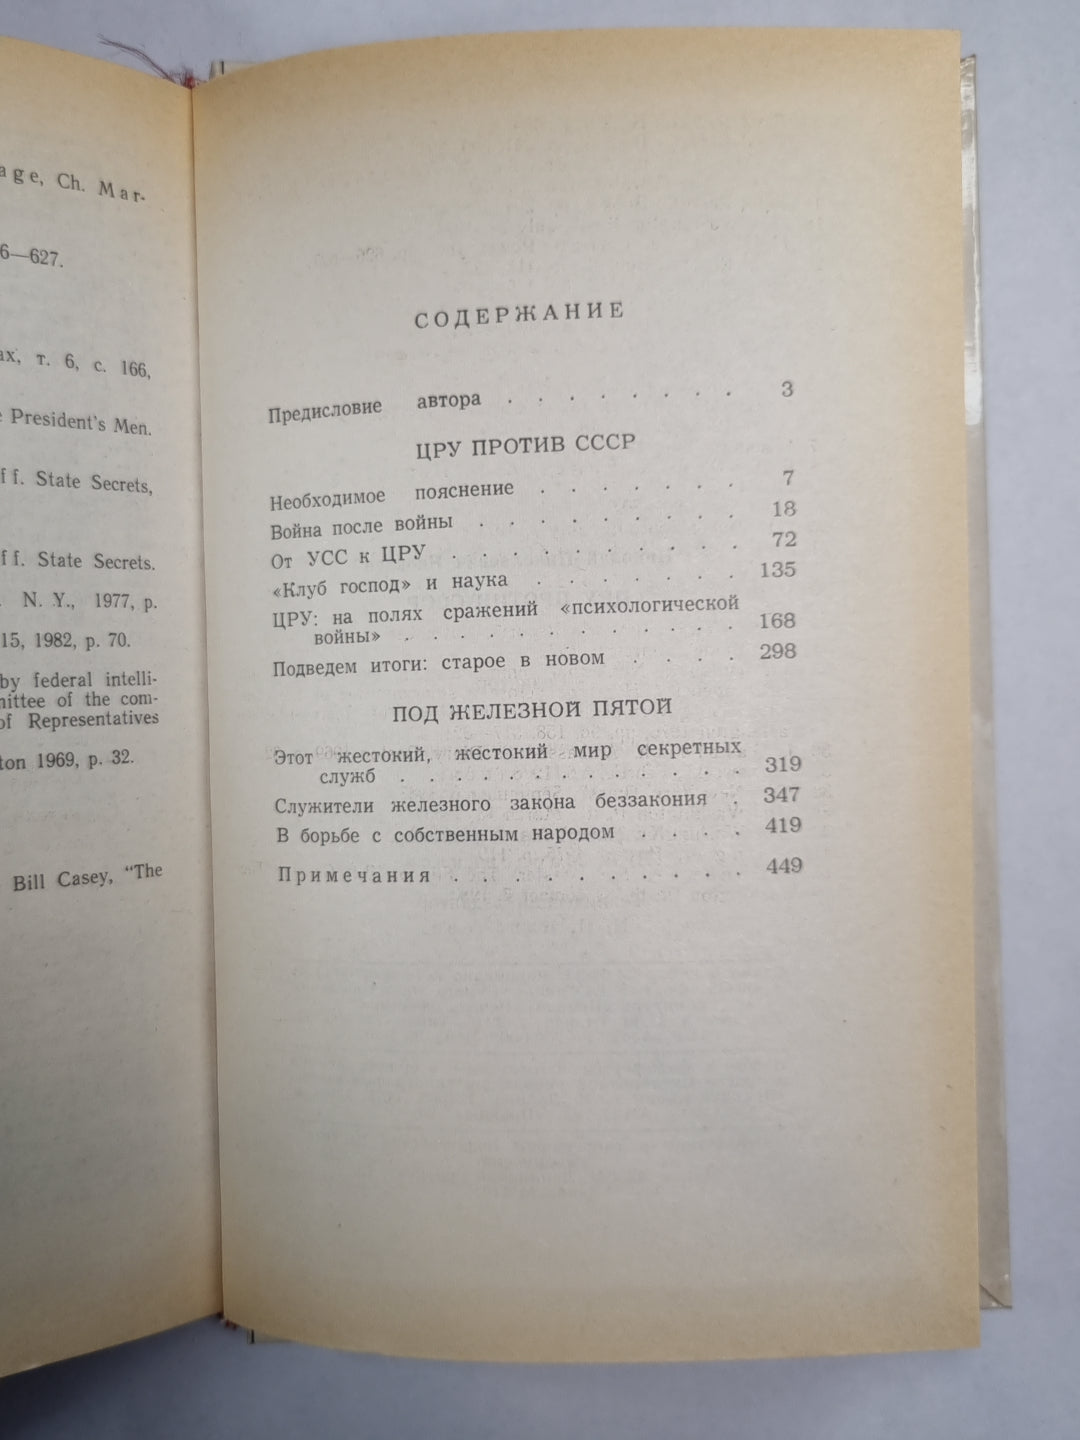 age, Ch. Mar-
6—627.
ах, т. 6, с. 166,
President's Men.
ff. State Secrets,
ff. State Secrets.
N. Y., 1977, p.
15, 1982, p. 70.
by federal intelli-
mittee of the com-
of Representatives
ton 1969, p. 32.
Bill Casey, “The
СОДЕРЖАНИЕ
Предисловие автора . . . . . . . . 3
ЦРУ ПРОТИВ СССР
Необходимое пояснение . . . . . . . 7
Война после войны . . . . . . . . . 18
От УСС к ЦРУ . . . . . . . . . . 72
«Клуб господ» и наука . . . . . . . 135
ЦРУ: на полях сражений «психологической
войны» . . . . . . . . . . . . 168
Подведем итоги: старое в новом . . . . 298
ПОД ЖЕЛЕЗНОЙ ПЯТОЙ
Этот жестокий, жестокий мир секретных
служб . . . . . . . . . . . . . 319
Служители железного закона беззакония . 347
В борьбе с собственным народом . . . . 419
Примечания . . . . . . . . . . 449